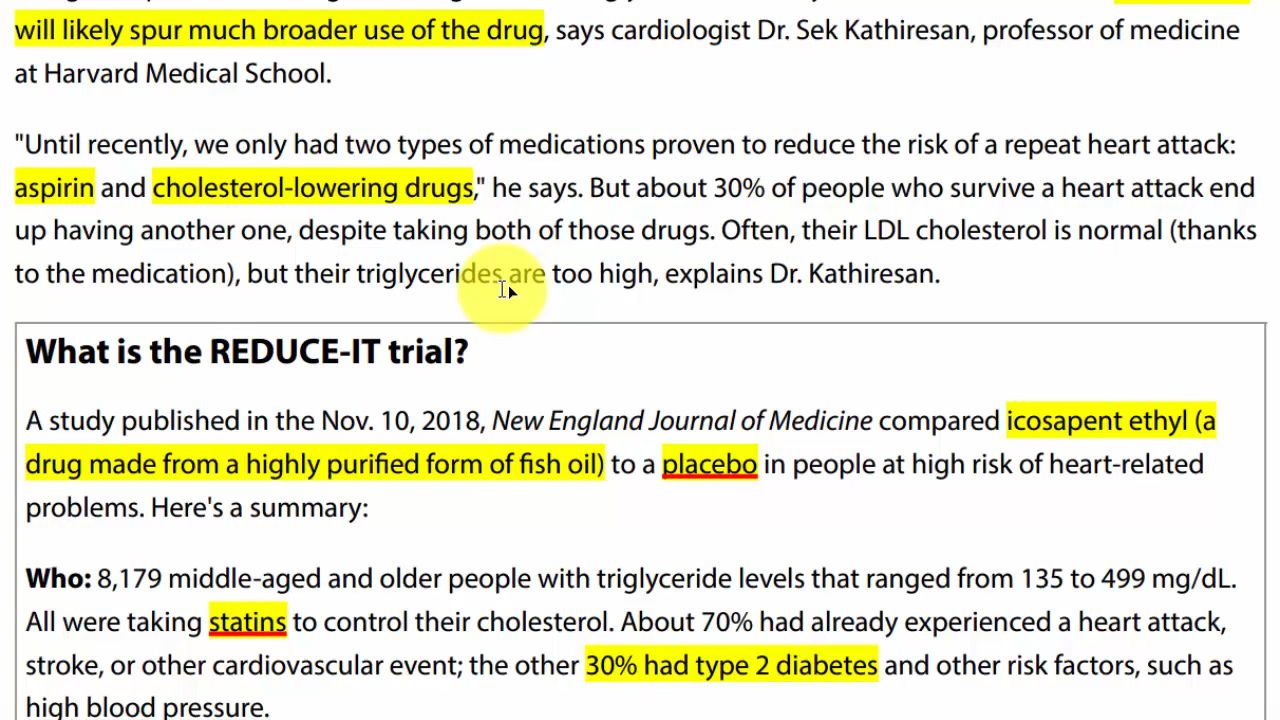 will likely spur much broader use of the drug, says cardiologist Dr. Sek Kathiresan, professor of medicine
at Harvard Medical School.
"Until recently, we only had two types of medications proven to reduce the risk of a repeat heart attack:
aspirin and cholesterol-lowering drugs," he says. But about 30% of people who survive a heart attack end
up having another one, despite taking both of those drugs. Often, their LDL cholesterol is normal (thanks
to the medication), but their triglycerides are too high, explains Dr. Kathiresan.
What is the REDUCE-IT trial?
A study published in the Nov. 10, 2018, New England Journal of Medicine compared icosapent ethyl (a
drug made from a highly purified form of fish oil) to a placebo in people at high risk of heart-related
problems. Here's a summary:
Who: 8,179 middle-aged and older people with triglyceride levels that ranged from 135 to 499 mg/dL.
All were taking statins to control their cholesterol. About 70% had already experienced a heart attack,
stroke, or other cardiovascular event; the other 30% had type 2 diabetes and other risk factors, such as
high blood pressure.